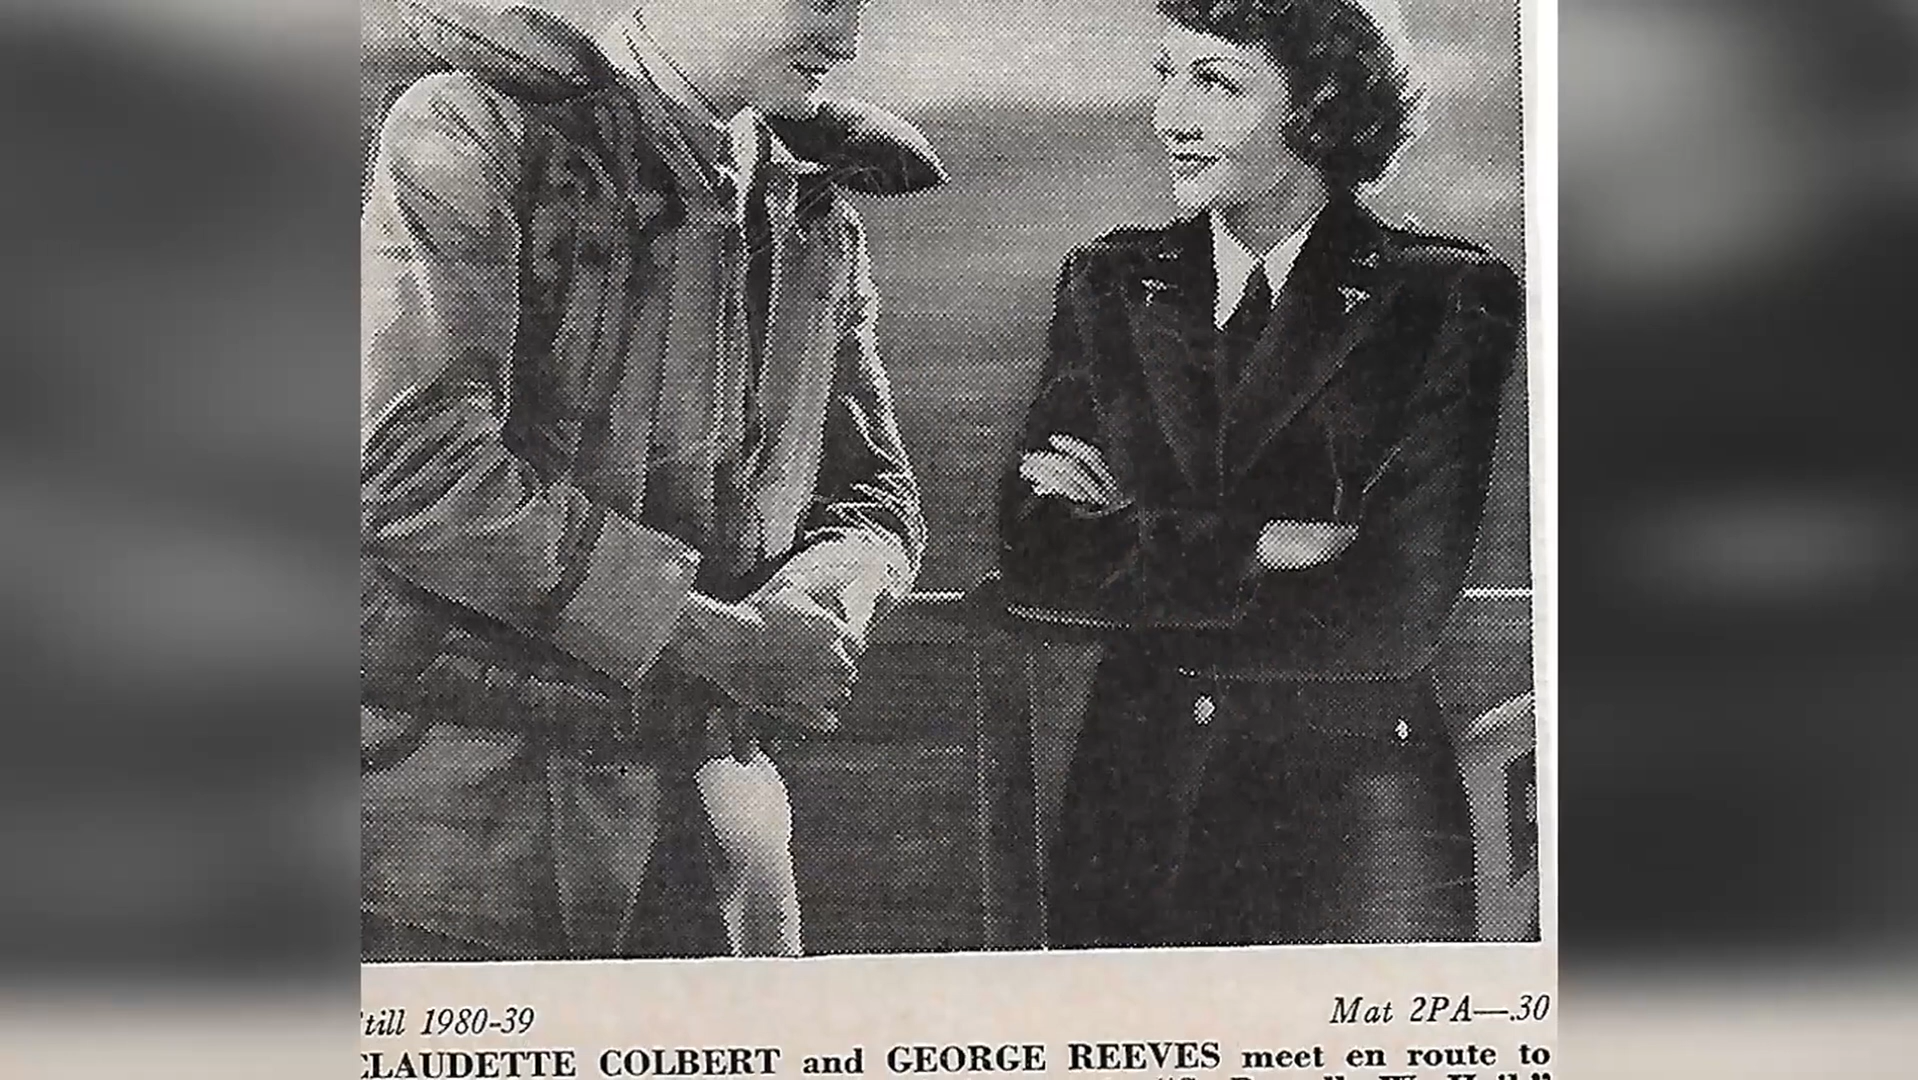 till 1980-39
Mat 2PA—.30
LAUDETTE COLBERT and GEORGE REEVES meet en route to